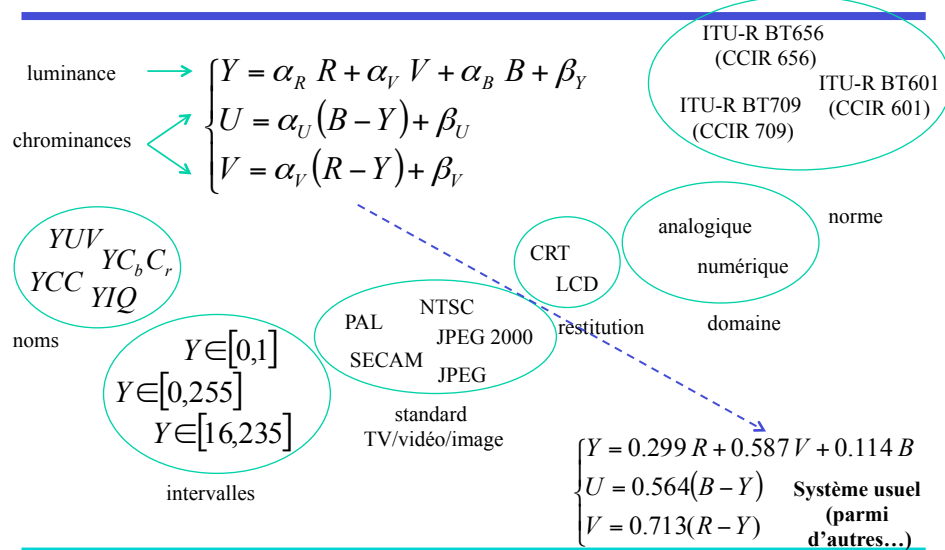 ITU-R BT656
(CCIR 656)
ITU-R BT601
(CCIR 601)
ITU-R BT709
(CCIR 709)
norme
luminance
chrominances
Y = α_R R + α_V V + α_B B + β_Y
U = α_U (B − Y) + β_U
V = α_V (R − Y) + β_V
analogique
numérique
domaine
CRT
LCD
restitution
YUV
YC_bC_r
YCC
YIQ
noms
PAL
NTSC
JPEG 2000
SECAM
JPEG
standard
TV/vidéo/image
Y∈[0,1]
Y∈[0,255]
Y∈[16,235]
intervalles
Y = 0.299 R + 0.587 V + 0.114 B
U = 0.564(B − Y)
V = 0.713(R − Y)
Système usuel
(parmi
d'autres…)